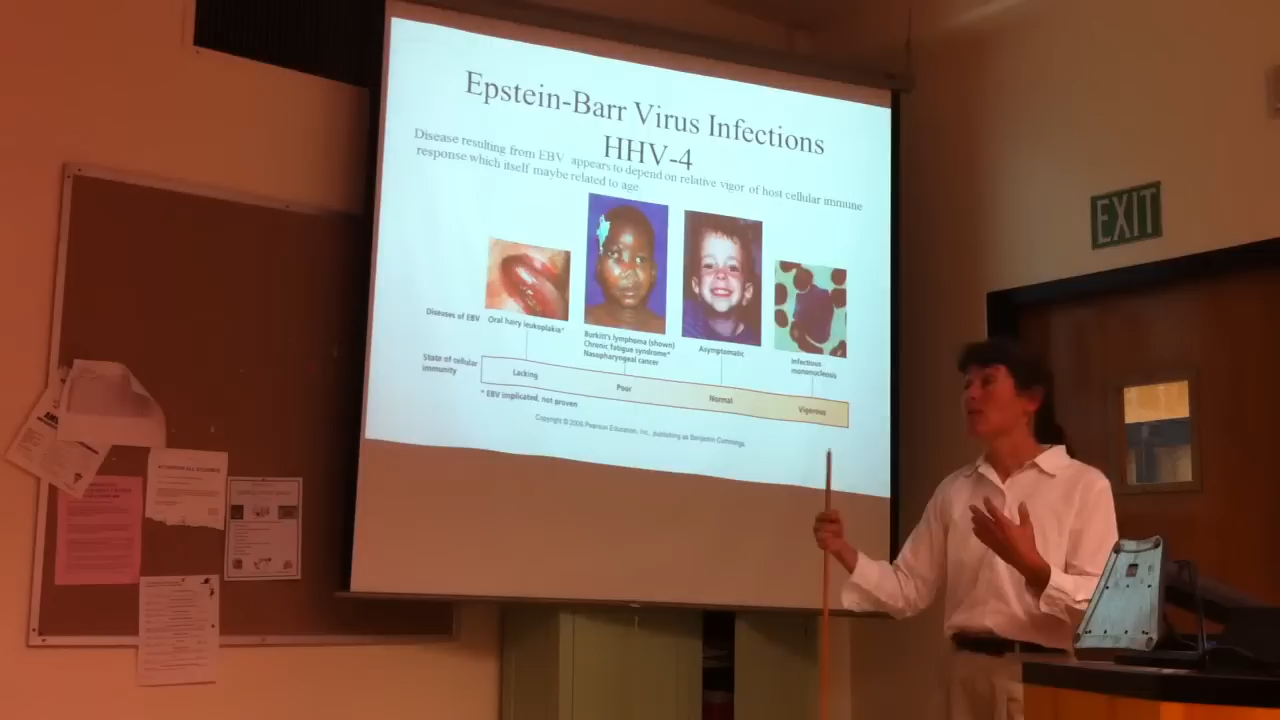 Epstein-Barr Virus Infections
HHV-4
Disease resulting from EBV appears to depend on relative vigor of host cellular immune
response which itself maybe related to age
Diseases of EBV
Oral hairy leukoplakia*
Burkitt's lymphoma (shown)
Chronic fatigue syndrome*
Nasopharyngeal cancer
Asymptomatic
Infectious
mononucleosis
State of cellular
immunity
Lacking
Poor
Normal
Vigorous
* EBV implicated, not proven
Copyright © 2006 Pearson Education, Inc., publishing as Benjamin Cummings.
EXIT